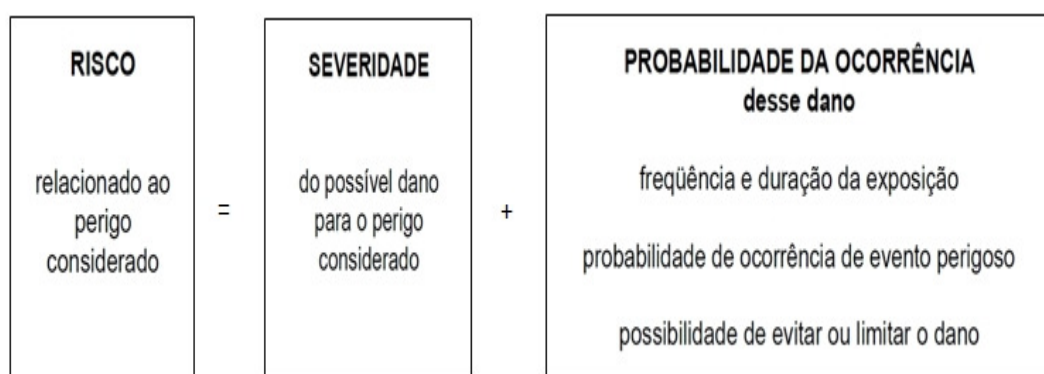 RISCO
relacionado ao
perigo
considerado
=
SEVERIDADE
do possível dano
para o perigo
considerado
+
PROBABILIDADE DA OCORRÊNCIA
desse dano
freqüência e duração da exposição
probabilidade de ocorrência de evento perigoso
possibilidade de evitar ou limitar o dano